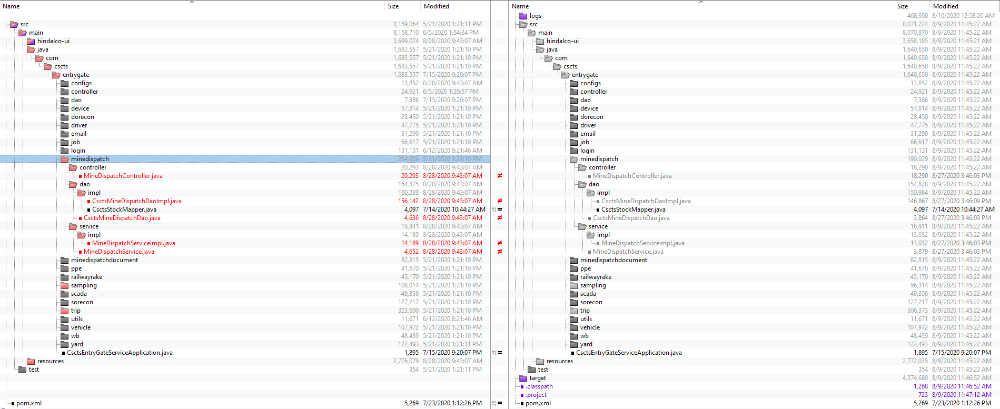 Name Size Modified Name Size Modified
logs 468,390 8/10/2020 12:58:20 AM
src 8,159,064 5/21/2020 1:21:11 PM src 8,071,224 8/9/2020 11:45:22 AM
main 8,158,710 6/5/2020 1:54:34 PM main 8,070,870 8/9/2020 11:45:22 AM
hindalco-ui 3,699,074 8/28/2020 9:43:07 AM hindalco-ui 3,658,185 8/9/2020 11:45:21 AM
java 1,683,557 5/21/2020 1:21:10 PM java 1,640,650 8/9/2020 11:45:22 AM
com 1,683,557 5/21/2020 1:21:10 PM com 1,640,650 8/9/2020 11:45:22 AM
cscts 1,683,557 5/21/2020 1:21:10 PM cscts 1,640,650 8/9/2020 11:45:22 AM
entrygate 1,683,557 7/15/2020 9:20:07 PM entrygate 1,640,650 8/9/2020 11:45:22 AM
configs 13,852 8/28/2020 9:43:07 AM configs 13,852 8/9/2020 11:45:22 AM
controller 24,921 6/5/2020 1:29:57 PM controller 24,921 8/9/2020 11:45:22 AM
dao 7,386 7/15/2020 9:20:07 PM dao 7,386 8/9/2020 11:45:22 AM
device 57,814 5/21/2020 1:21:10 PM device 57,814 8/9/2020 11:45:22 AM
dorecon 28,450 5/21/2020 1:21:10 PM dorecon 28,450 8/9/2020 11:45:22 AM
driver 47,775 5/21/2020 1:21:10 PM driver 47,775 8/9/2020 11:45:22 AM
email 31,290 5/21/2020 1:21:10 PM email 31,290 8/9/2020 11:45:22 AM
job 66,617 5/21/2020 1:21:10 PM job 66,617 8/9/2020 11:45:22 AM
login 131,131 6/12/2020 8:21:46 AM login 131,131 8/9/2020 11:45:22 AM
minedispatch 204,009 5/21/2020 1:21:10 PM minedispatch 190,029 8/9/2020 11:45:22 AM
controller 20,293 8/28/2020 9:43:07 AM controller 18,290 8/9/2020 11:45:22 AM
MineDispatchController.java 20,293 8/28/2020 9:43:07 AM ≠ MineDispatchController.java 18,290 8/27/2020 3:46:03 PM
dao 164,875 8/28/2020 9:43:07 AM dao 154,828 8/9/2020 11:45:22 AM
impl 160,239 8/28/2020 9:43:07 AM impl 150,964 8/9/2020 11:45:22 AM
CsctsMineDispatchDaoImpl.java 156,142 8/28/2020 9:43:07 AM ≠ CsctsMineDispatchDaoImpl.java 146,867 8/27/2020 3:46:09 PM
CsctsStockMapper.java 4,097 7/14/2020 10:44:27 AM = CsctsStockMapper.java 4,097 7/14/2020 10:44:27 AM
CsctsMineDispatchDao.java 4,636 8/28/2020 9:43:07 AM ≠ CsctsMineDispatchDao.java 3,864 8/27/2020 3:46:03 PM
service 18,841 8/28/2020 9:43:07 AM service 16,911 8/9/2020 11:45:22 AM
impl 14,189 8/28/2020 9:43:07 AM impl 13,032 8/9/2020 11:45:22 AM
MineDispatchServiceImpl.java 14,189 8/28/2020 9:43:07 AM ≠ MineDispatchServiceImpl.java 13,032 8/27/2020 3:46:03 PM
MineDispatchService.java 4,652 8/28/2020 9:43:07 AM ≠ MineDispatchService.java 3,879 8/27/2020 3:46:03 PM
minedispatchdocument 82,815 5/21/2020 1:21:10 PM minedispatchdocument 82,815 8/9/2020 11:45:22 AM
ppe 41,670 5/21/2020 1:21:10 PM ppe 41,670 8/9/2020 11:45:22 AM
railwayrake 45,170 5/21/2020 1:21:10 PM railwayrake 45,170 8/9/2020 11:45:22 AM
sampling 108,014 5/21/2020 1:21:10 PM sampling 96,314 8/9/2020 11:45:22 AM
scada 49,356 5/21/2020 1:21:10 PM scada 49,356 8/9/2020 11:45:22 AM
sorecon 127,217 5/21/2020 1:21:10 PM sorecon 127,217 8/9/2020 11:45:22 AM
trip 323,600 5/21/2020 1:21:10 PM trip 306,373 8/9/2020 11:45:22 AM
utils 11,671 6/12/2020 8:21:46 AM utils 11,671 8/9/2020 11:45:22 AM
vehicle 107,972 5/21/2020 1:21:10 PM vehicle 107,972 8/9/2020 11:45:22 AM
wb 48,439 5/21/2020 1:21:10 PM wb 48,439 8/9/2020 11:45:22 AM
yard 122,493 5/21/2020 1:21:10 PM yard 122,493 8/9/2020 11:45:22 AM
CsctsEntryGateServiceApplication.java 1,895 7/15/2020 9:20:07 PM = CsctsEntryGateServiceApplication.java 1,895 7/15/2020 9:20:07 PM
resources 2,776,079 8/28/2020 9:43:07 AM resources 2,772,035 8/9/2020 11:45:22 AM
test 354 5/21/2020 1:21:11 PM test 354 8/9/2020 11:45:22 AM
target 4,374,680 8/9/2020 11:46:52 AM
.classpath 1,268 8/9/2020 11:46:52 AM
.project 723 8/9/2020 11:47:12 AM
pom.xml 5,269 7/23/2020 1:12:26 PM = pom.xml 5,269 7/23/2020 1:12:26 PM